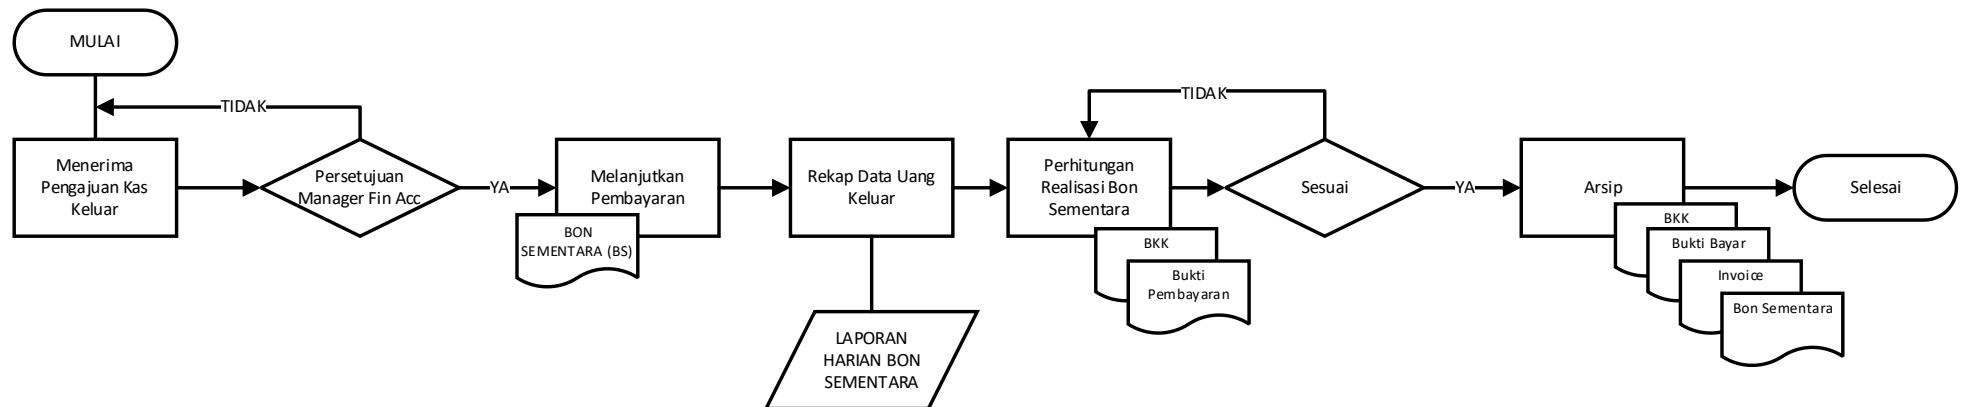 MULAI
TIDAK
Menerima
Pengajuan Kas
Keluar
Persetujuan
Manager Fin Acc
YA
Melanjutkan
Pembayaran
BON
SEMENTARA (BS)
Rekap Data Uang
Keluar
LAPORAN
HARIAN BON
SEMENTARA
Perhitungan
Realisasi Bon
Sementara
BKK
Bukti
Pembayaran
TIDAK
Sesuai
YA
Arsip
BKK
Bukti Bayar
Invoice
Bon Sementara
Selesai